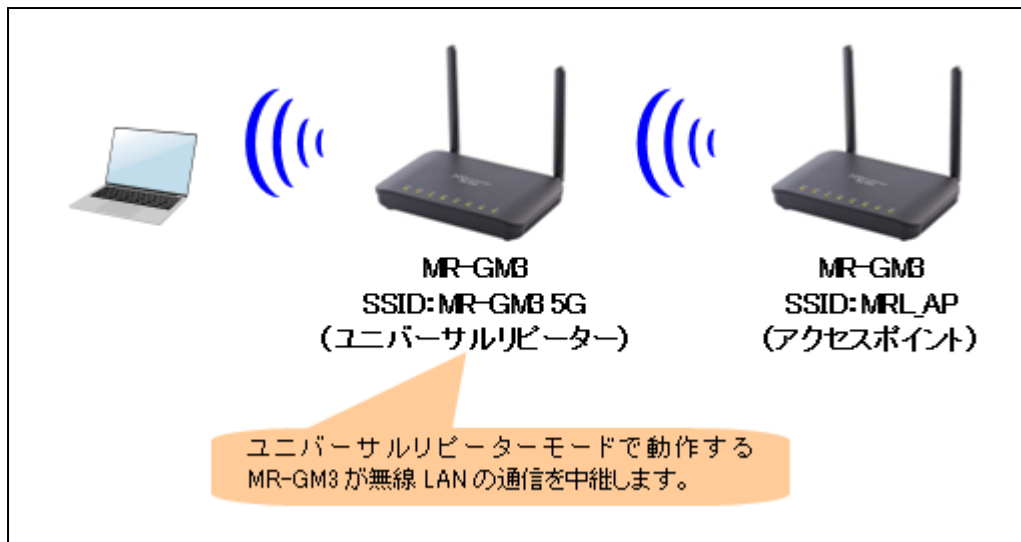 MR-GM3
SSID:MR-GM3 5G
(ユニバーサルリピーター)
MR-GM3
SSID:MRL_AP
(アクセスポイント)
ユニバーサルリピーターモードで動作する
MR-GM3が無線LANの通信を中継します。